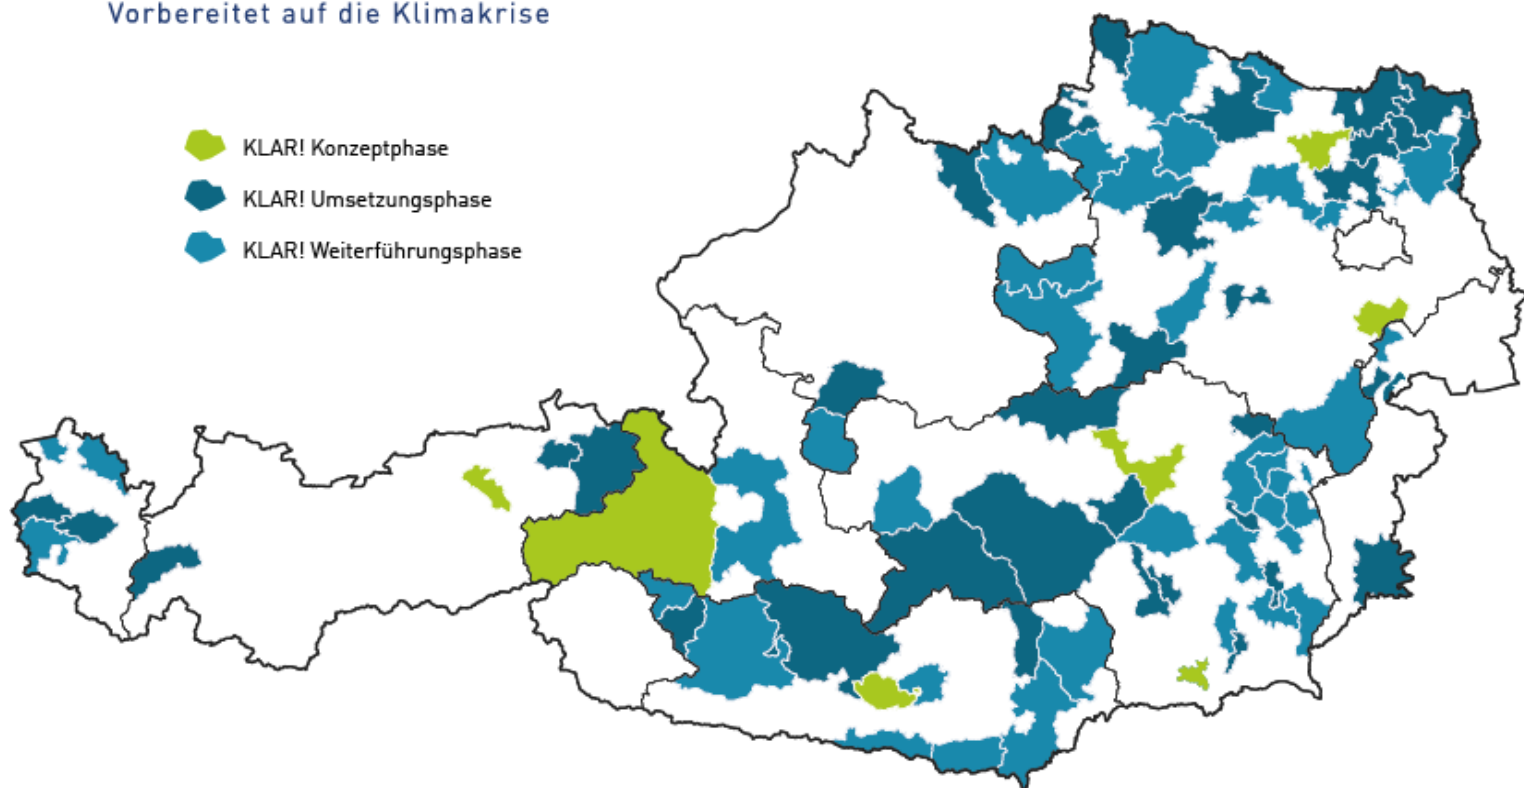 Vorbereitet auf die Klimakrise
KLAR! Konzeptphase
KLAR! Umsetzungsphase
KLAR! Weiterführungsphase